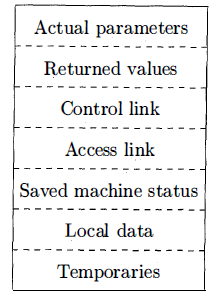 Actual parameters
Returned values
Control link
Access link
Saved machine status
Local data
Temporaries